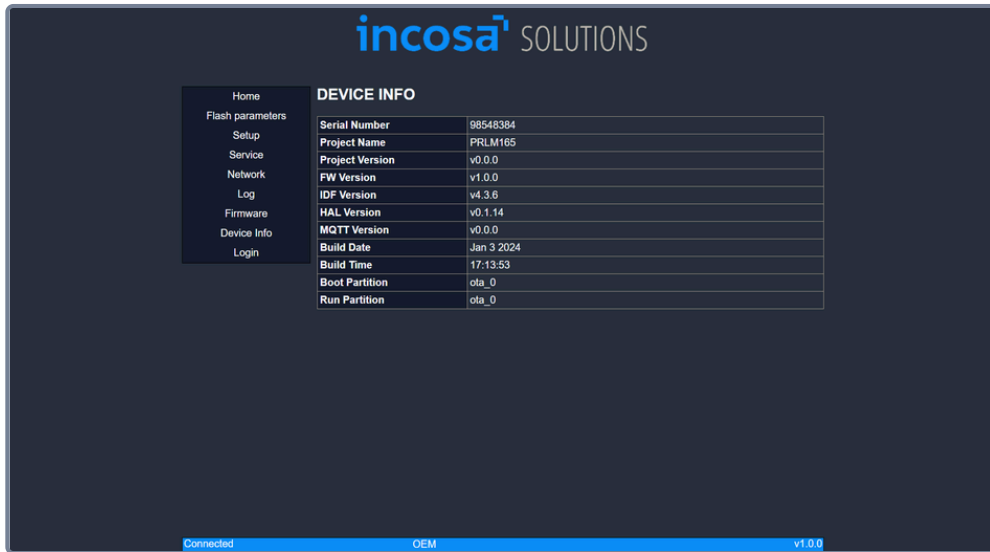 incosa SOLUTIONS
Home
Flash parameters
Setup
Service
Network
Log
Firmware
Device Info
Login
DEVICE INFO
Serial Number 98548384
Project Name PRLM165
Project Version v0.0.0
FW Version v1.0.0
IDF Version v4.3.6
HAL Version v0.1.14
MQTT Version v0.0.0
Build Date Jan 3 2024
Build Time 17:13:53
Boot Partition ota_0
Run Partition ota_0
Connected OEM v1.0.0